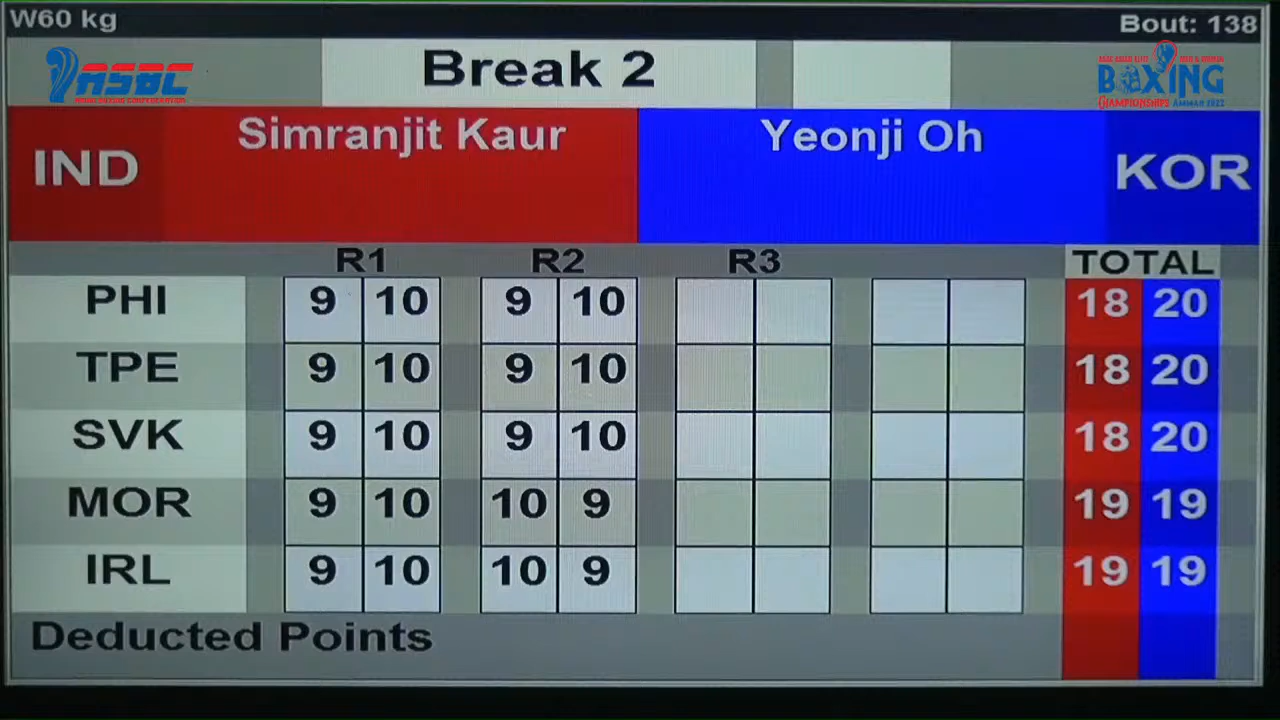 W60 kg
Bout: 138
ASBC
Break 2
BOXING
IND
Simranjit Kaur
Yeonji Oh
KOR
R1 R2 R3 TOTAL
PHI 9 10 9 10 18 20
TPE 9 10 9 10 18 20
SVK 9 10 9 10 18 20
MOR 9 10 10 9 19 19
IRL 9 10 10 9 19 19
Deducted Points